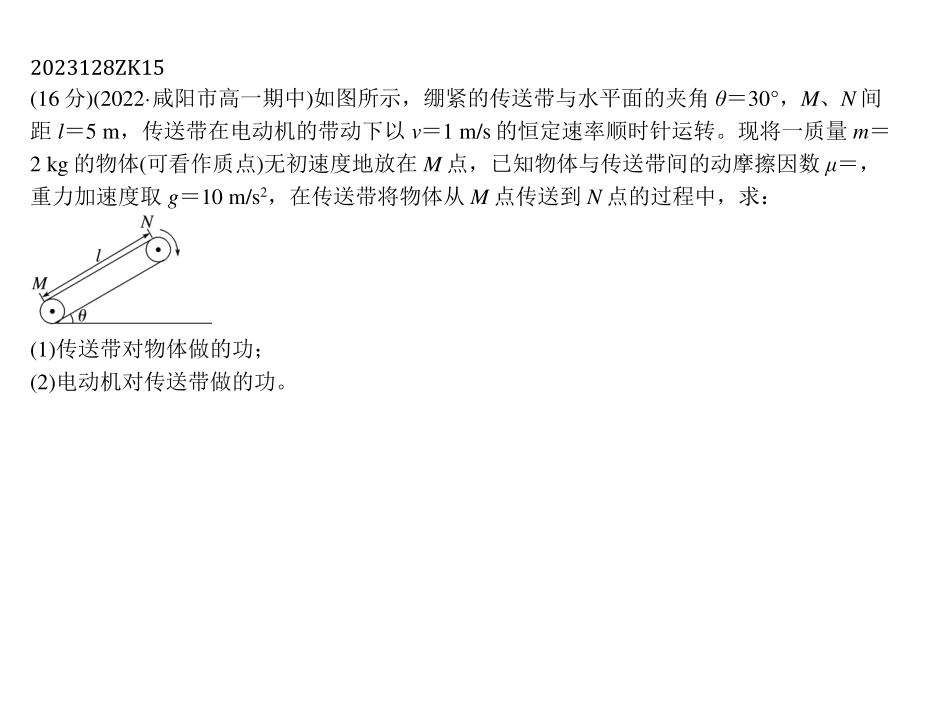 2023128ZK15
(16分)(2022·咸阳市高一期中)如图所示，绷紧的传送带与水平面的夹角 θ＝30°，M、N 间
距 l＝5 m，传送带在电动机的带动下以 v＝1 m/s 的恒定速率顺时针运转。现将一质量 m＝
2 kg 的物体(可看作质点)无初速度地放在 M 点，已知物体与传送带间的动摩擦因数 μ＝，
重力加速度取 g＝10 m/s²，在传送带将物体从 M 点传送到 N 点的过程中，求：
N
l
M
θ
(1)传送带对物体做的功；
(2)电动机对传送带做的功。